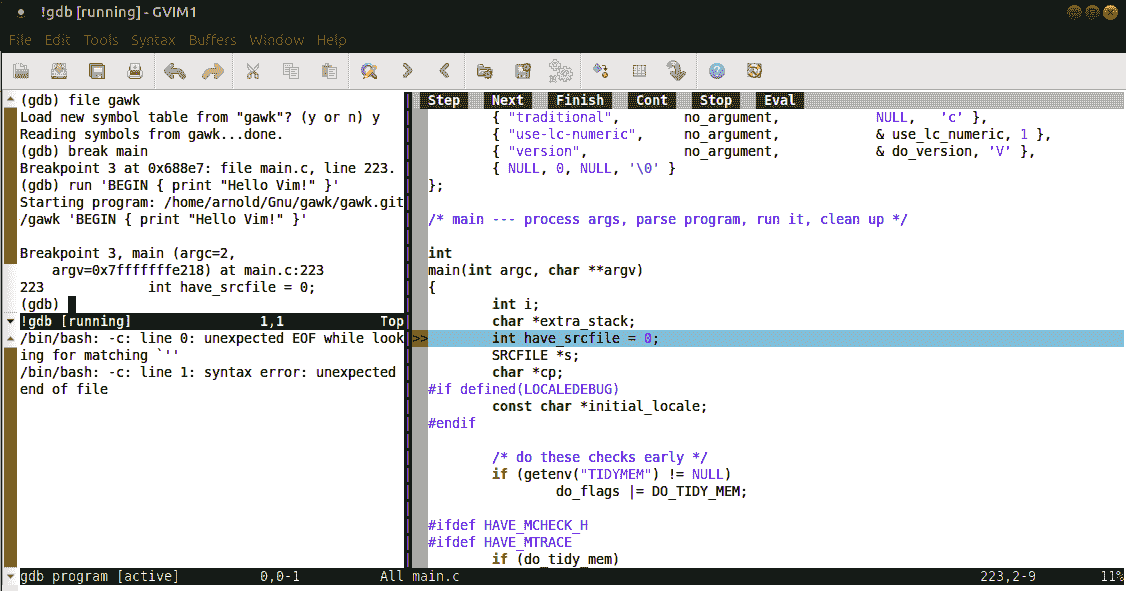 !gdb [running] - GVIM1
File Edit Tools Syntax Buffers Window Help
(gdb) file gawk
Load new symbol table from "gawk"? (y or n) y
Reading symbols from gawk...done.
(gdb) break main
Breakpoint 3 at 0x688e7: file main.c, line 223.
(gdb) run 'BEGIN { print "Hello Vim!" }'
Starting program: /home/arnold/Gnu/gawk/gawk.git
/gawk 'BEGIN { print "Hello Vim!" }'
Breakpoint 3, main (argc=2,
    argv=0x7fffffffe218) at main.c:223
223             int have_srcfile = 0;
(gdb)
!gdb [running]                1,1            Top
/bin/bash: -c: line 0: unexpected EOF while look
ing for matching `''
/bin/bash: -c: line 1: syntax error: unexpected
end of file
gdb program [active]          0,0-1          All
Step Next Finish Cont Stop Eval
        { "traditional",        no_argument,            NULL,   'c' },
        { "use-lc-numeric",     no_argument,            & use_lc_numeric, 1 },
        { "version",            no_argument,            & do_version, 'V' },
        { NULL, 0, NULL, '\0' }
};
/* main --- process args, parse program, run it, clean up */
int
main(int argc, char **argv)
{
        int i;
        char *extra_stack;
>>      int have_srcfile = 0;
        SRCFILE *s;
        char *cp;
#if defined(LOCALEDEBUG)
        const char *initial_locale;
#endif
        /* do these checks early */
        if (getenv("TIDYMEM") != NULL)
                do_flags |= DO_TIDY_MEM;
#ifdef HAVE_MCHECK_H
#ifdef HAVE_MTRACE
        if (do_tidy_mem)
main.c                                                                223,2-9        11%